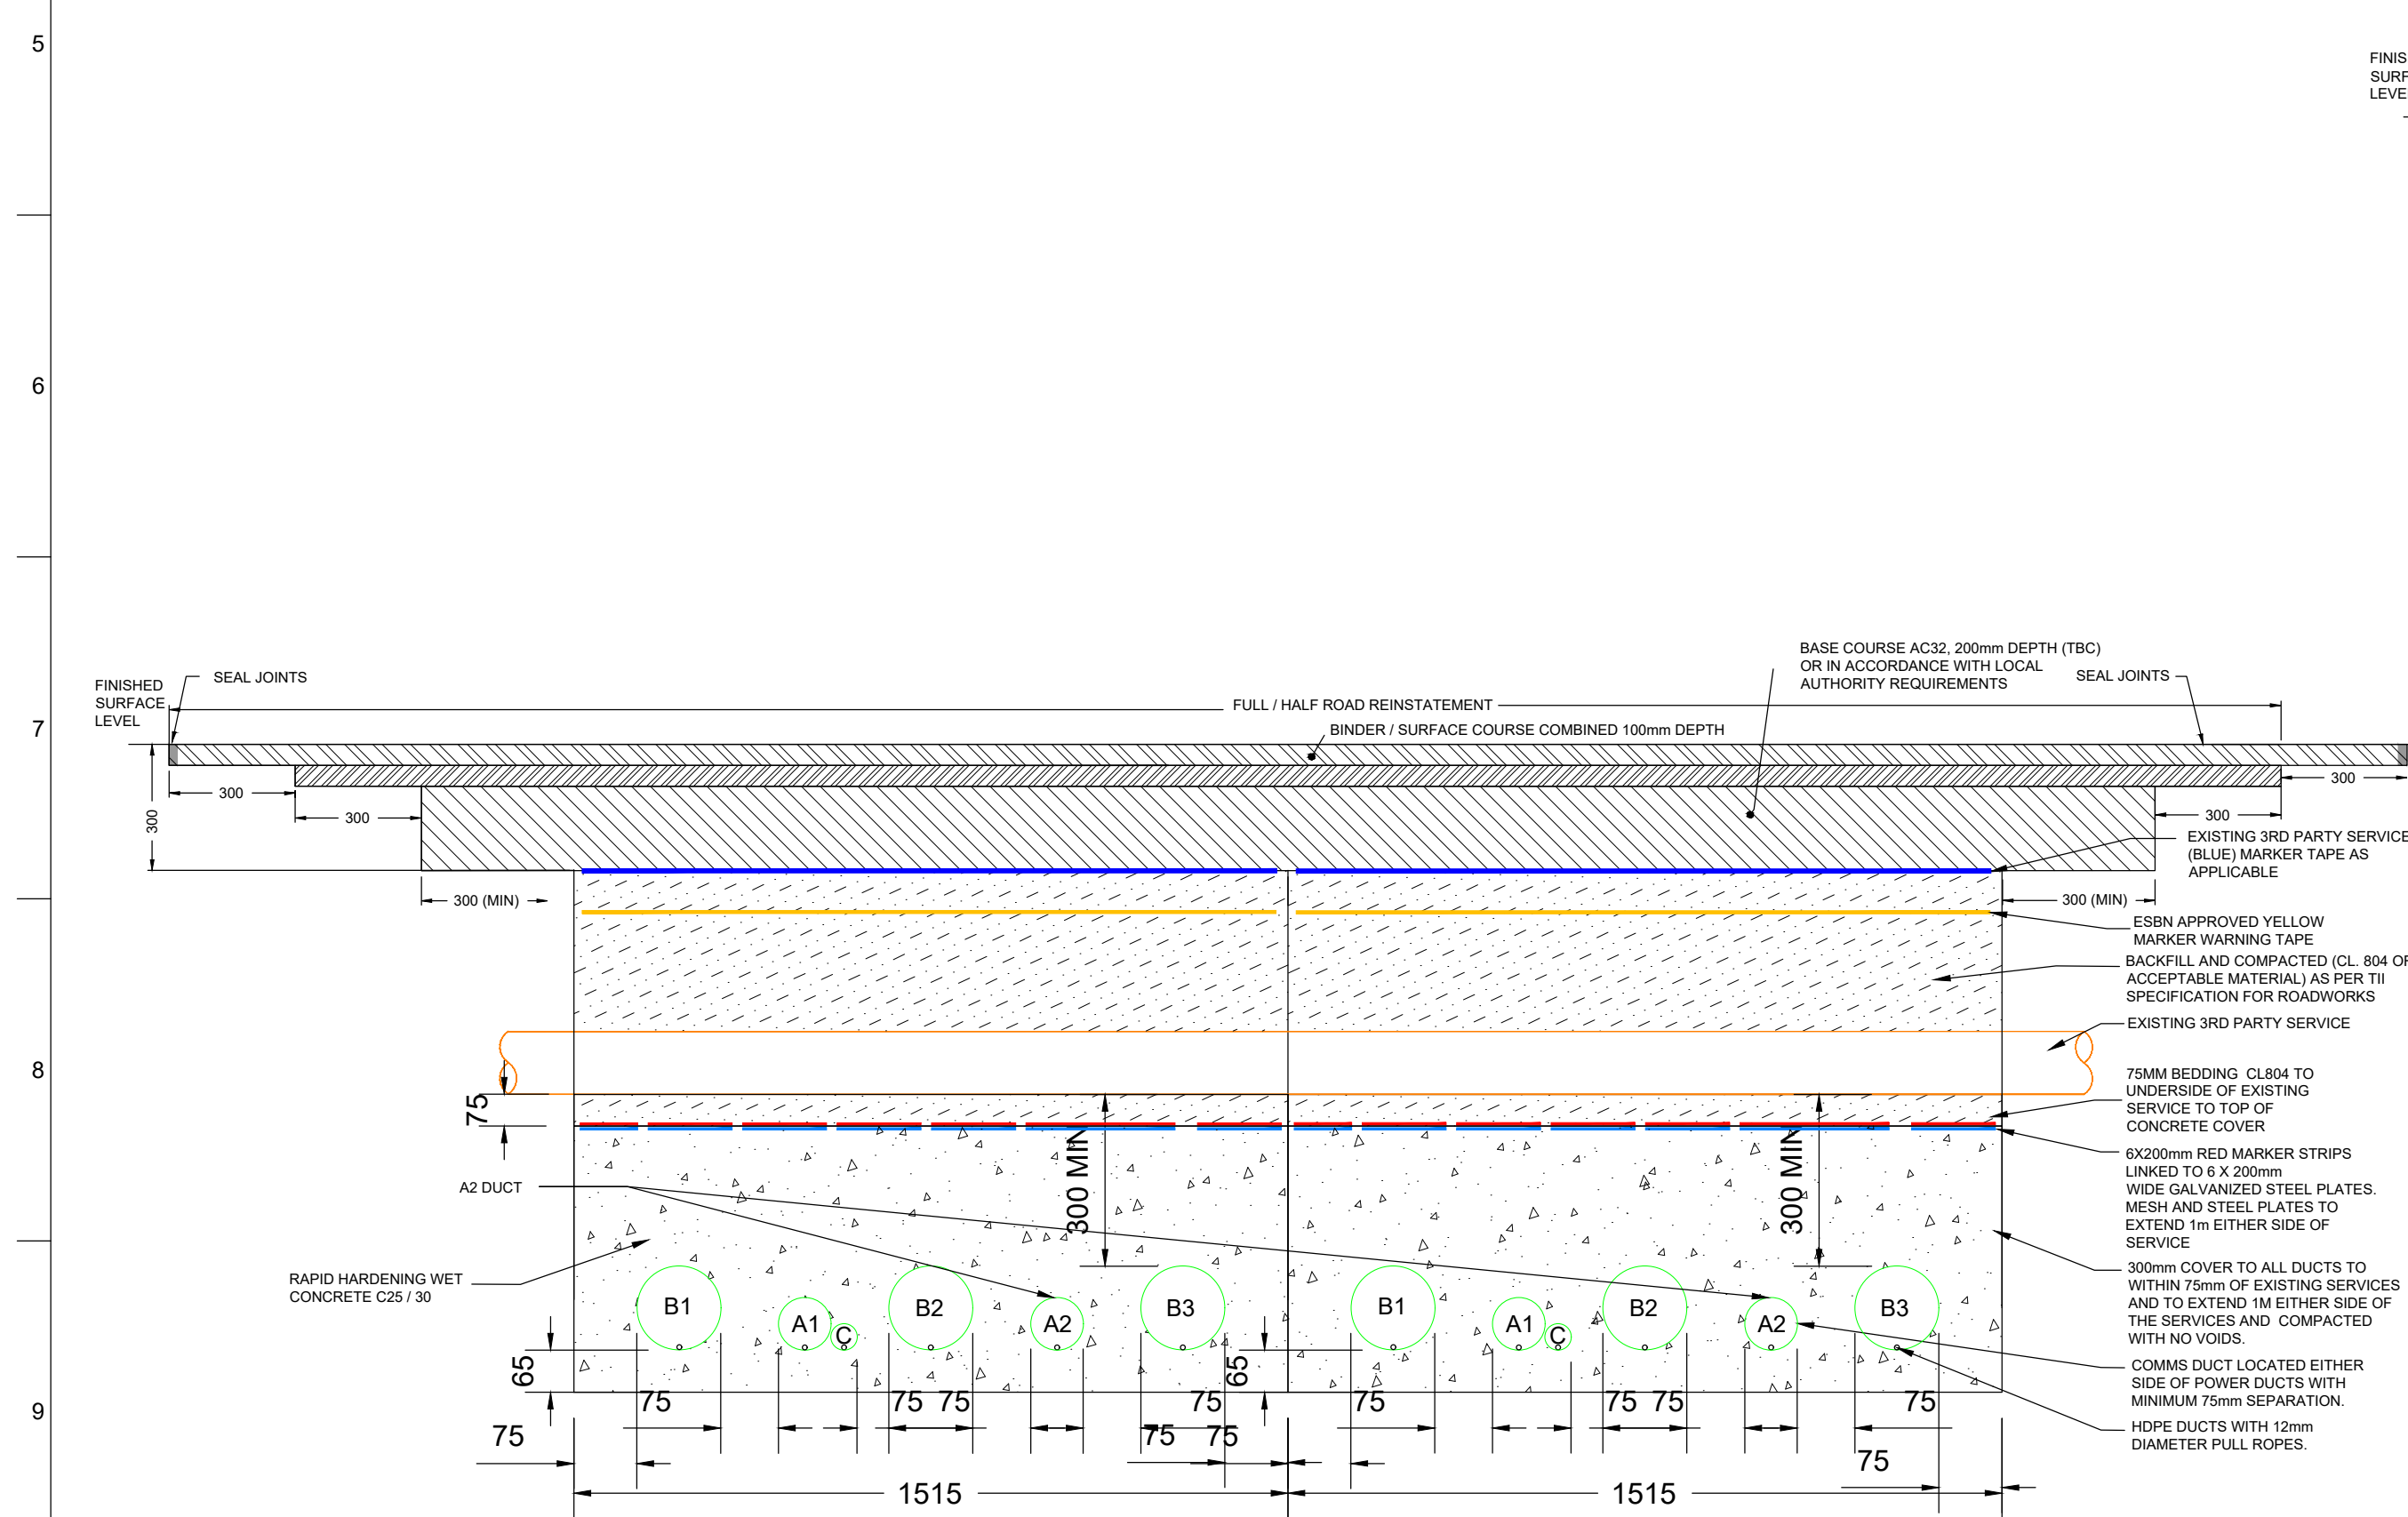 5
6
7
8
9
FINIS
SURF
LEVE
FINISHED
SURFACE
LEVEL
SEAL JOINTS
FULL / HALF ROAD REINSTATEMENT
BINDER / SURFACE COURSE COMBINED 100mm DEPTH
BASE COURSE AC32, 200mm DEPTH (TBC)
OR IN ACCORDANCE WITH LOCAL
AUTHORITY REQUIREMENTS
SEAL JOINTS
300
300
300
300 (MIN)
300
300
300 (MIN)
EXISTING 3RD PARTY SERVICE
(BLUE) MARKER TAPE AS
APPLICABLE
ESBN APPROVED YELLOW
MARKER WARNING TAPE
BACKFILL AND COMPACTED (CL. 804 OR
ACCEPTABLE MATERIAL) AS PER TII
SPECIFICATION FOR ROADWORKS
EXISTING 3RD PARTY SERVICE
75MM BEDDING CL804 TO
UNDERSIDE OF EXISTING
SERVICE TO TOP OF
CONCRETE COVER
6X200mm RED MARKER STRIPS
LINKED TO 6 X 200mm
WIDE GALVANIZED STEEL PLATES.
MESH AND STEEL PLATES TO
EXTEND 1m EITHER SIDE OF
SERVICE
300mm COVER TO ALL DUCTS TO
WITHIN 75mm OF EXISTING SERVICES
AND TO EXTEND 1M EITHER SIDE OF
THE SERVICES AND COMPACTED
WITH NO VOIDS.
COMMS DUCT LOCATED EITHER
SIDE OF POWER DUCTS WITH
MINIMUM 75mm SEPARATION.
HDPE DUCTS WITH 12mm
DIAMETER PULL ROPES.
75
A2 DUCT
RAPID HARDENING WET
CONCRETE C25 / 30
300 MIN
300 MIN
B1
A1
C
B2
A2
B3
B1
A1
C
B2
A2
B3
65
65
75
75
75
75
75
75
75
75
75
75
75
75
75
1515
1515